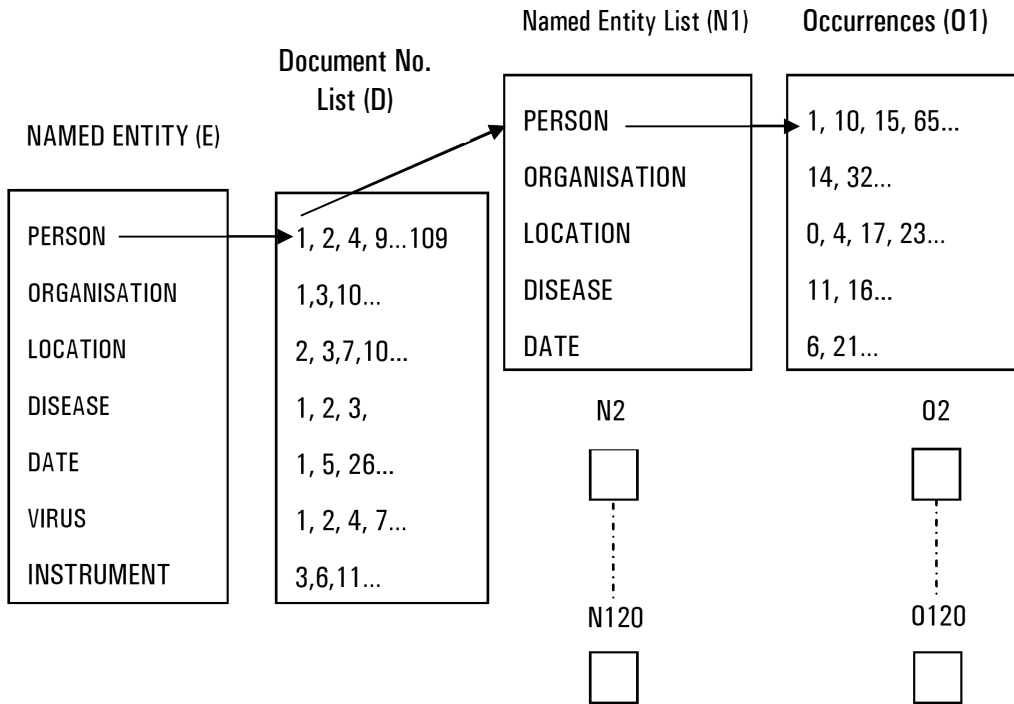 Named Entity List (N1)
Occurrences (O1)
Document No.
List (D)
NAMED ENTITY (E)
PERSON
ORGANISATION
LOCATION
DISEASE
DATE
VIRUS
INSTRUMENT
1, 2, 4, 9...109
1,3,10...
2, 3,7,10...
1, 2, 3,
1, 5, 26...
1, 2, 4, 7...
3,6,11...
PERSON
ORGANISATION
LOCATION
DISEASE
DATE
1, 10, 15, 65...
14, 32...
0, 4, 17, 23...
11, 16...
6, 21...
N2
O2
N120
O120